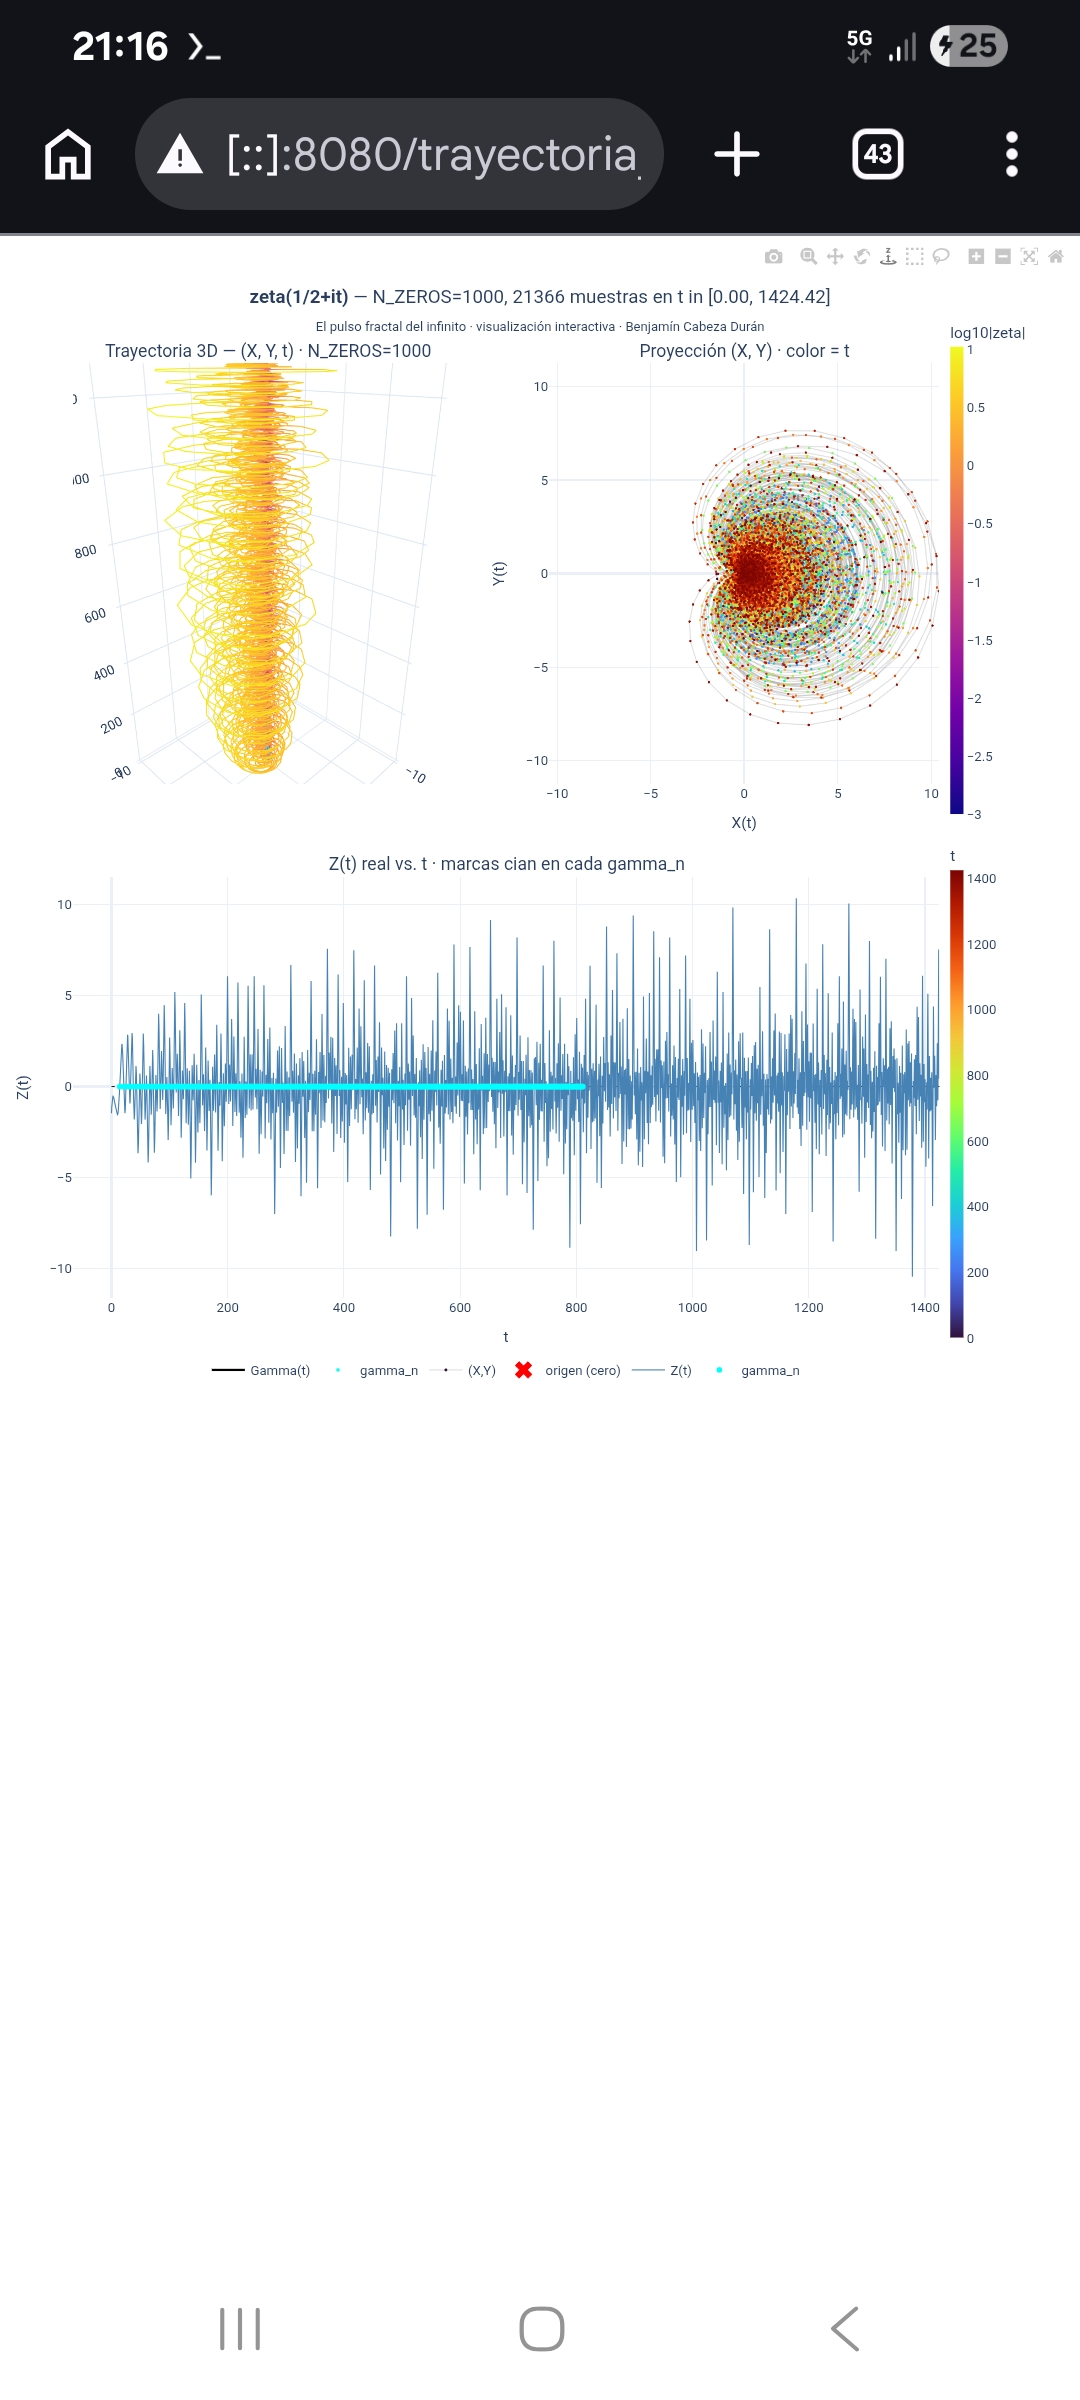 21:16
5G
25
[::]:8080/trayectoria_
43
zeta(1/2+it) — N_ZEROS=1000, 21366 muestras en t in [0.00, 1424.42]
El pulso fractal del infinito · visualización interactiva · Benjamín Cabeza Durán
Trayectoria 3D — (X, Y, t) · N_ZEROS=1000
800
600
400
200
−10
Proyección (X, Y) · color = t
10
5
0
−5
−10
Y(t)
−10
−5
0
5
10
X(t)
log10|zeta|
1
0.5
0
−0.5
−1
−1.5
−2
−2.5
−3
Z(t) real vs. t · marcas cian en cada gamma_n
10
5
0
−5
−10
Z(t)
0
200
400
600
800
1000
1200
1400
t
t
1400
1200
1000
800
600
400
200
0
Gamma(t)
gamma_n
(X,Y)
origen (cero)
Z(t)
gamma_n